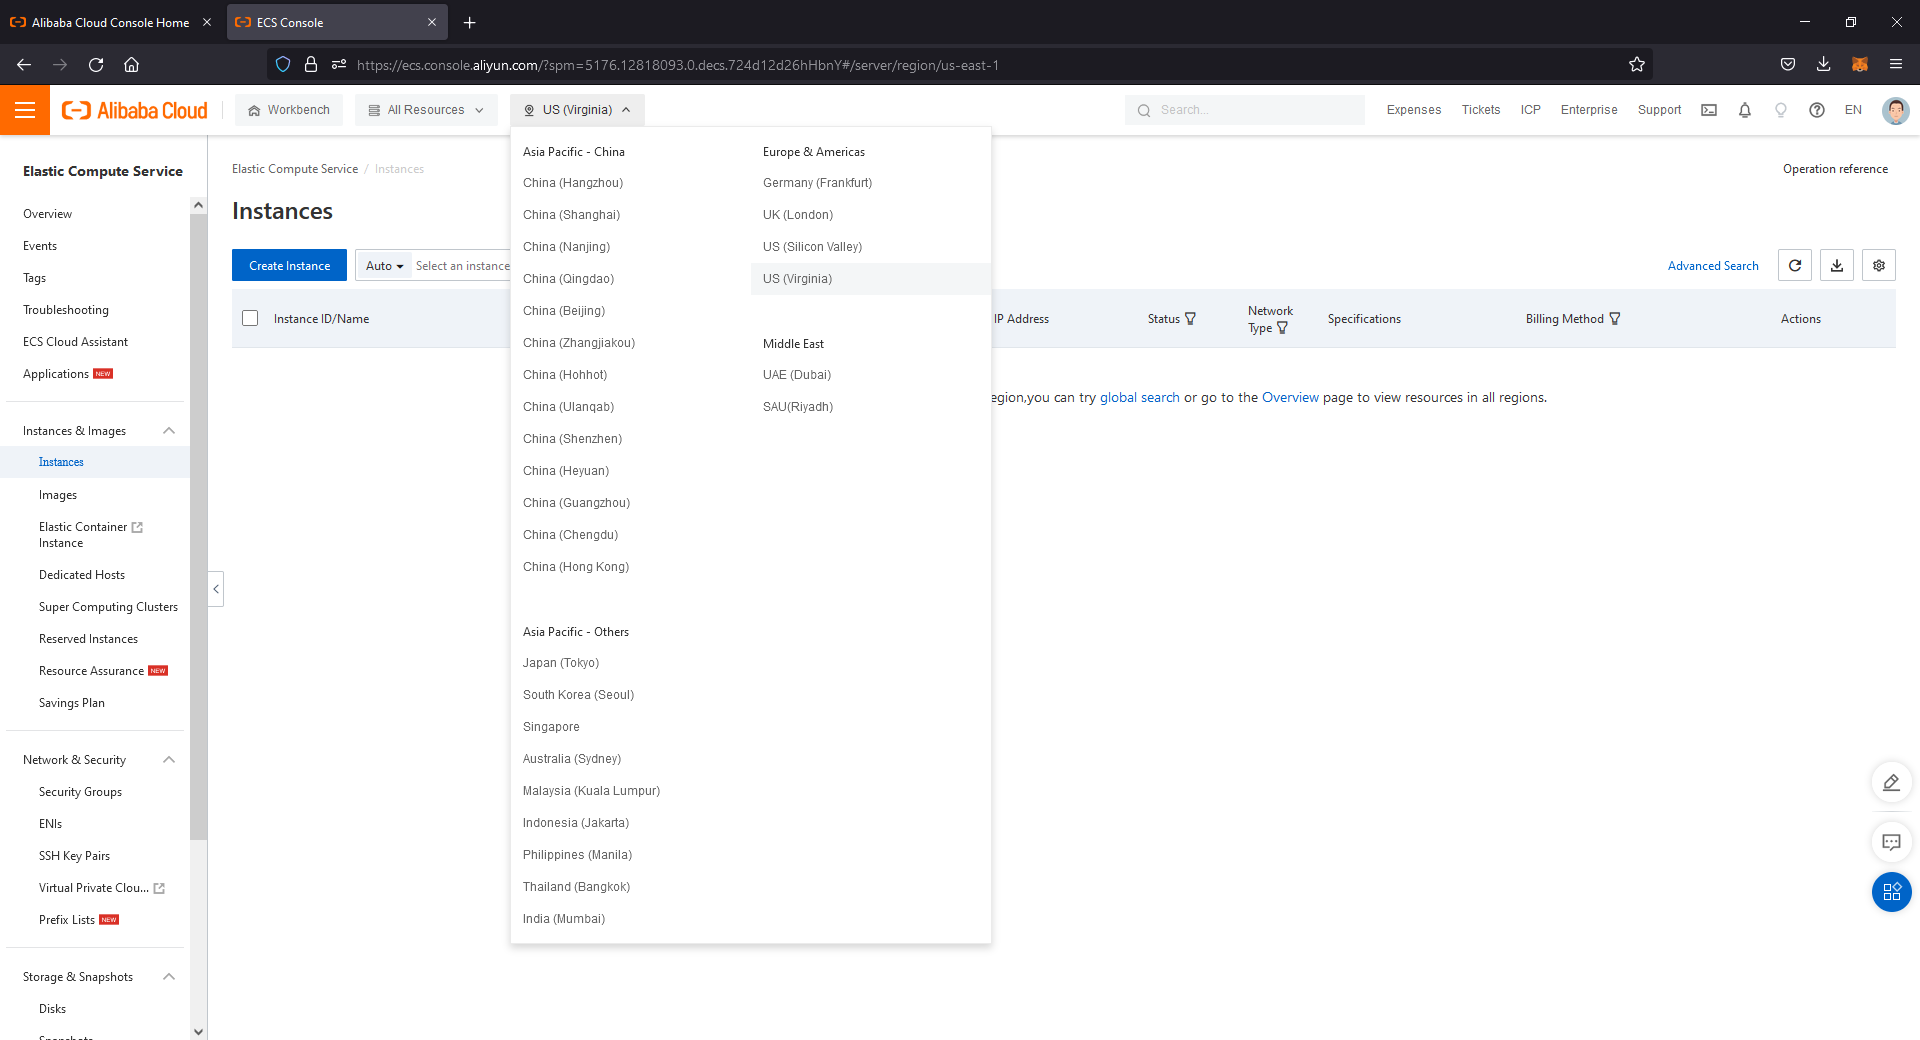 Alibaba Cloud Console Home
ECS Console
https://ecs.console.aliyun.com/?spm=5176.12818093.0.decs.724d12d26hHbnY#/server/region/us-east-1
Alibaba Cloud
Workbench
All Resources
US (Virginia)
Search...
Expenses
Tickets
ICP
Enterprise
Support
EN
Elastic Compute Service
Overview
Events
Tags
Troubleshooting
ECS Cloud Assistant
Applications NEW
Instances & Images
Instances
Images
Elastic Container
Instance
Dedicated Hosts
Super Computing Clusters
Reserved Instances
Resource Assurance NEW
Savings Plan
Network & Security
Security Groups
ENIs
SSH Key Pairs
Virtual Private Clou...
Prefix Lists NEW
Storage & Snapshots
Disks
Elastic Compute Service / Instances
Operation reference
Instances
Create Instance
Auto
Select an instance
Advanced Search
Instance ID/Name
IP Address
Status
Network
Type
Specifications
Billing Method
Actions
egion,you can try global search or go to the Overview page to view resources in all regions.
Asia Pacific - China
China (Hangzhou)
China (Shanghai)
China (Nanjing)
China (Qingdao)
China (Beijing)
China (Zhangjiakou)
China (Hohhot)
China (Ulanqab)
China (Shenzhen)
China (Heyuan)
China (Guangzhou)
China (Chengdu)
China (Hong Kong)
Asia Pacific - Others
Japan (Tokyo)
South Korea (Seoul)
Singapore
Australia (Sydney)
Malaysia (Kuala Lumpur)
Indonesia (Jakarta)
Philippines (Manila)
Thailand (Bangkok)
India (Mumbai)
Europe & Americas
Germany (Frankfurt)
UK (London)
US (Silicon Valley)
US (Virginia)
Middle East
UAE (Dubai)
SAU(Riyadh)